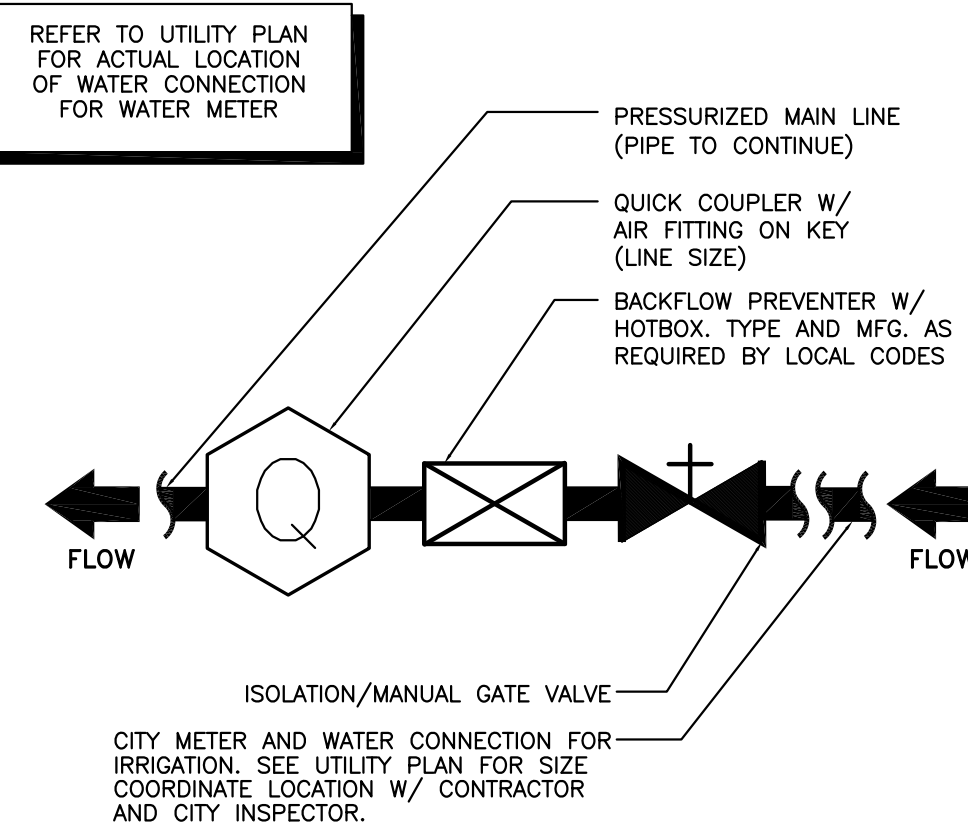 REFER TO UTILITY PLAN
FOR ACTUAL LOCATION
OF WATER CONNECTION
FOR WATER METER
PRESSURIZED MAIN LINE
(PIPE TO CONTINUE)
QUICK COUPLER W/
AIR FITTING ON KEY
(LINE SIZE)
BACKFLOW PREVENTER W/
HOTBOX. TYPE AND MFG. AS
REQUIRED BY LOCAL CODES
Q
FLOW
FLOW
ISOLATION/MANUAL GATE VALVE
CITY METER AND WATER CONNECTION FOR
IRRIGATION. SEE UTILITY PLAN FOR SIZE
COORDINATE LOCATION W/ CONTRACTOR
AND CITY INSPECTOR.